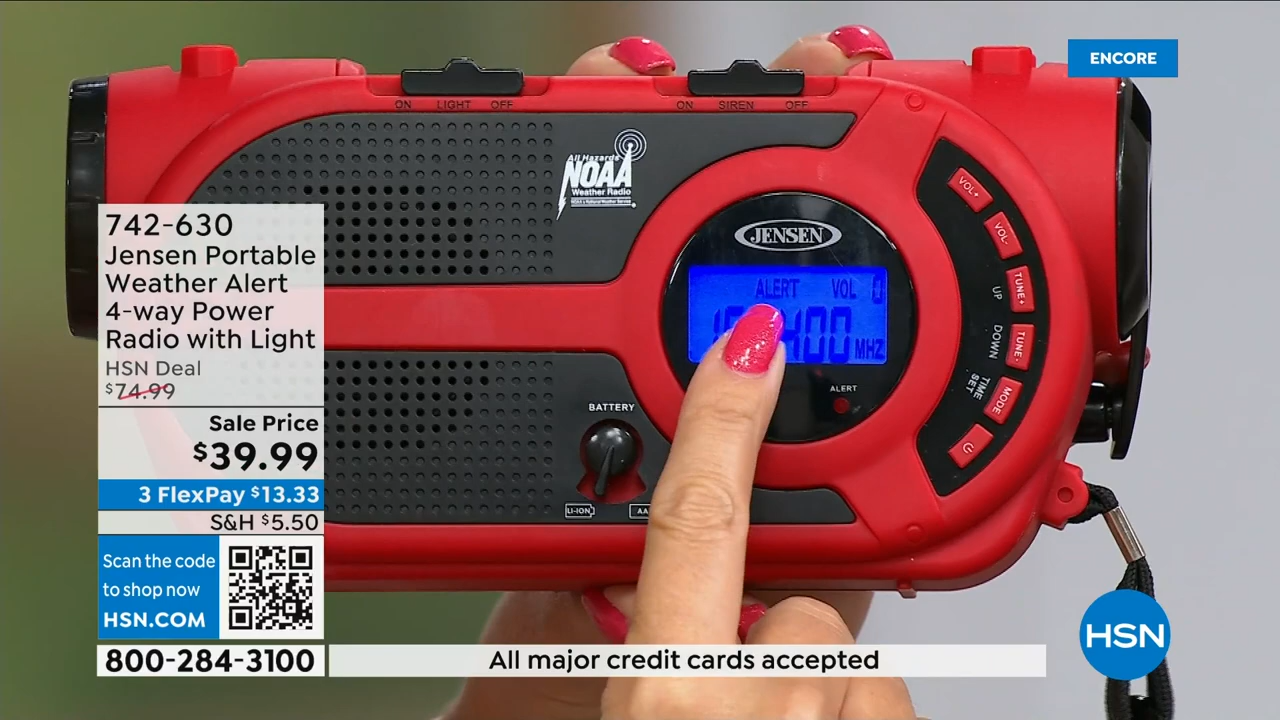 ENCORE
ON LIGHT OFF
ON SIREN OFF
All Hazards
NOAA
Weather Radio
JENSEN
ALERT VOL 0
MHZ
ALERT
VOL+
VOL-
TUNE+
UP
TUNE-
DOWN
MODE
TIME SET
BATTERY
LI-ION
AA
742-630
Jensen Portable
Weather Alert
4-way Power
Radio with Light
HSN Deal
$74.99
Sale Price
$39.99
3 FlexPay $13.33
S&H $5.50
Scan the code
to shop now
HSN.COM
800-284-3100
All major credit cards accepted
HSN